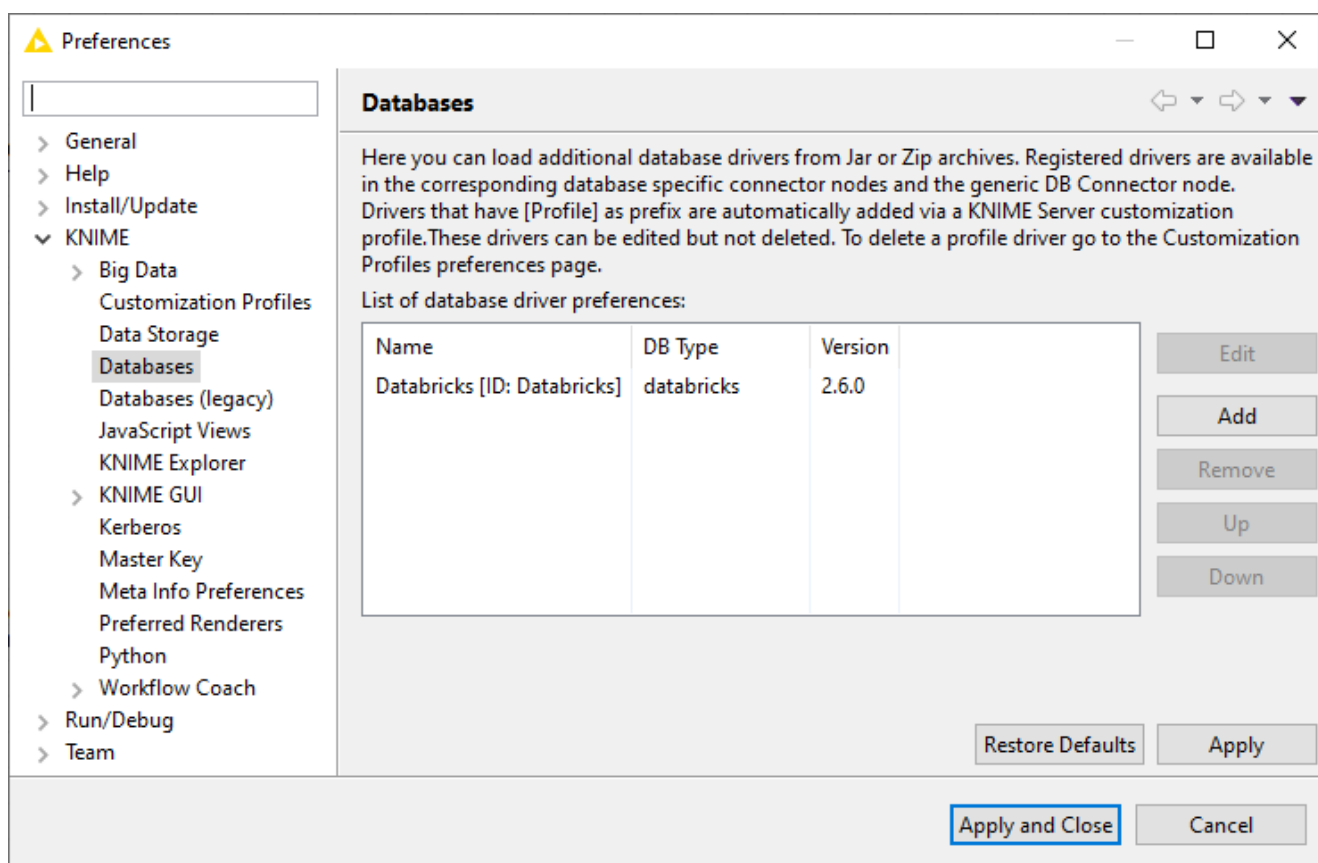 Preferences
General
Help
Install/Update
KNIME
Big Data
Customization Profiles
Data Storage
Databases
Databases (legacy)
JavaScript Views
KNIME Explorer
KNIME GUI
Kerberos
Master Key
Meta Info Preferences
Preferred Renderers
Python
Workflow Coach
Run/Debug
Team
Databases
Here you can load additional database drivers from Jar or Zip archives. Registered drivers are available
in the corresponding database specific connector nodes and the generic DB Connector node.
Drivers that have [Profile] as prefix are automatically added via a KNIME Server customization
profile.These drivers can be edited but not deleted. To delete a profile driver go to the Customization
Profiles preferences page.
List of database driver preferences:
Name DB Type Version
Databricks [ID: Databricks] databricks 2.6.0
Edit
Add
Remove
Up
Down
Restore Defaults Apply
Apply and Close Cancel